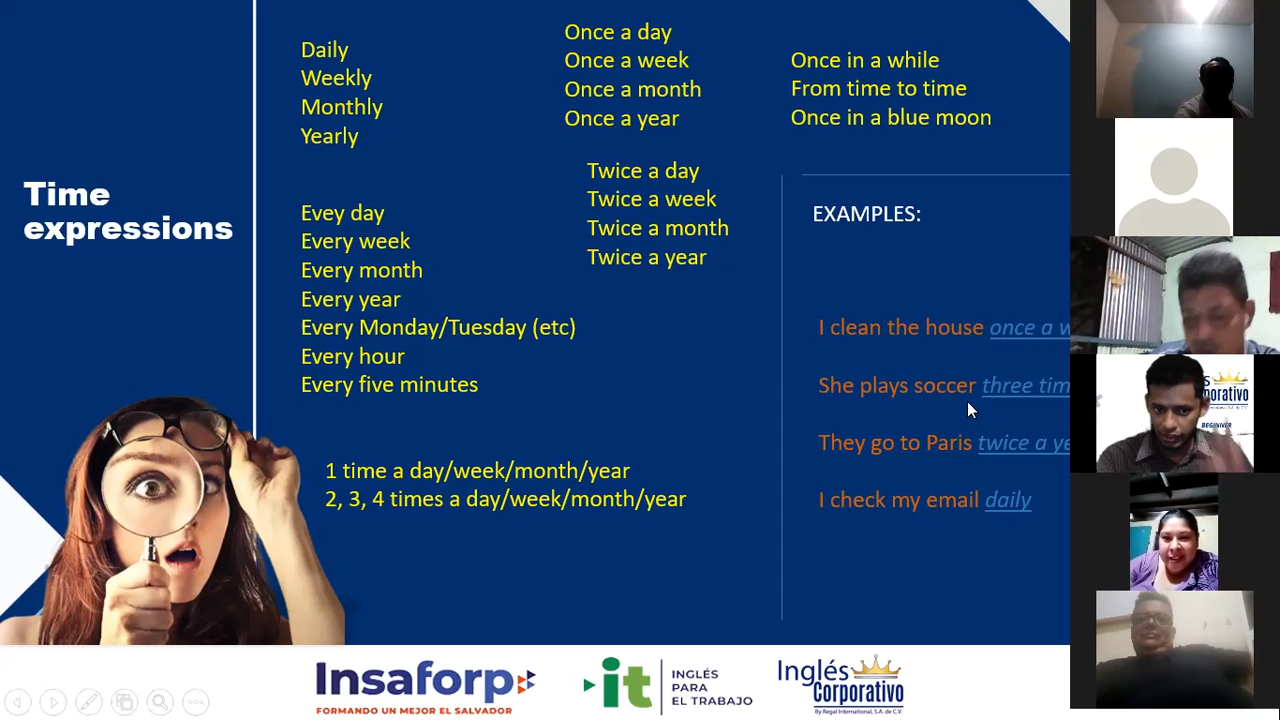 Time
expressions
Daily
Weekly
Monthly
Yearly
Evey day
Every week
Every month
Every year
Every Monday/Tuesday (etc)
Every hour
Every five minutes
1 time a day/week/month/year
2, 3, 4 times a day/week/month/year
Once a day
Once a week
Once a month
Once a year
Twice a day
Twice a week
Twice a month
Twice a year
Once in a while
From time to time
Once in a blue moon
EXAMPLES:
I clean the house once a
She plays soccer three
They go to Paris twice a
I check my email daily
BEGINNER
Insaforp
FORMANDO UN MEJOR EL SALVADOR
it
INGLÉS
PARA
EL TRABAJO
Inglés
Corporativo
By Regal International, S.A. de C.V.